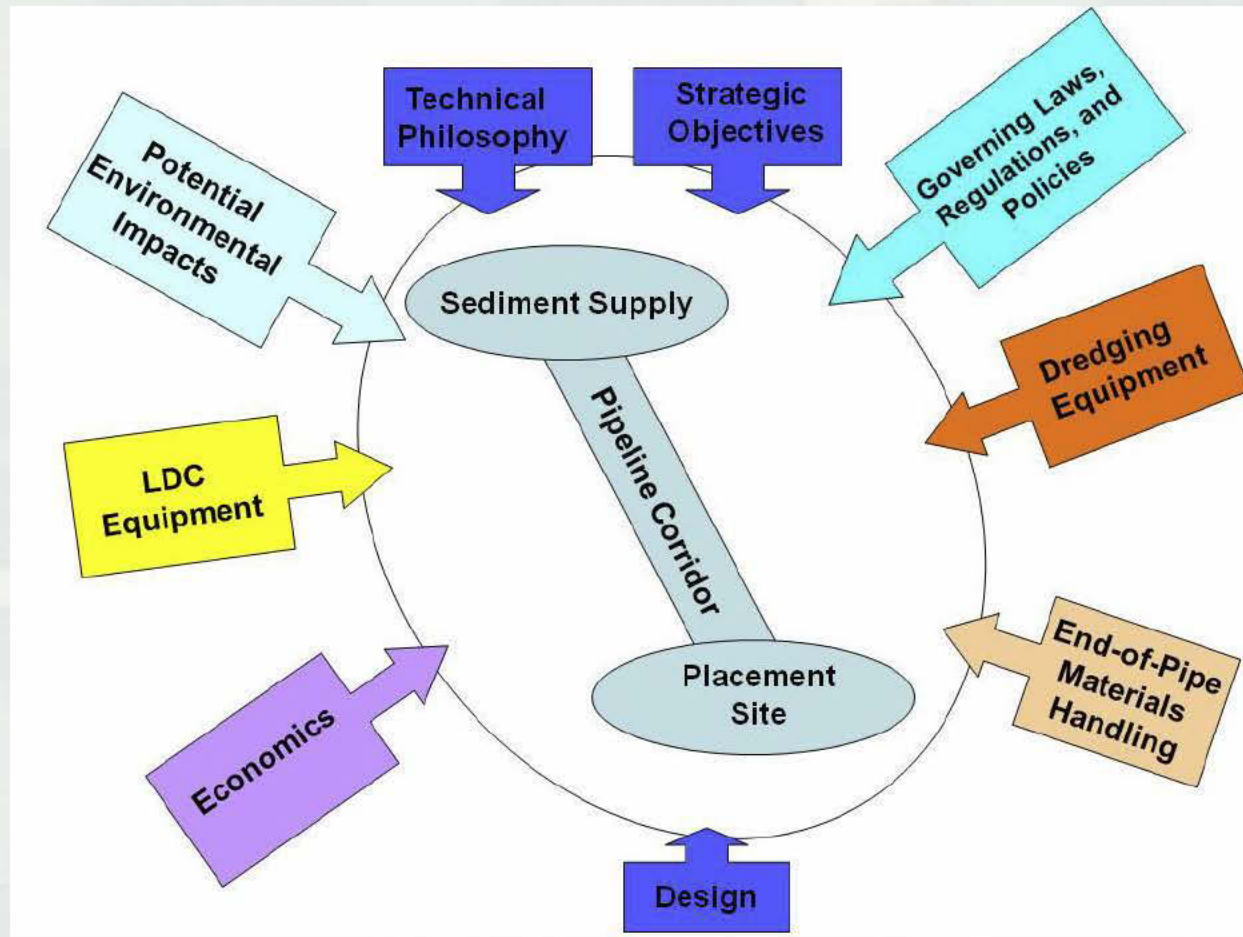 Technical
Philosophy
Strategic
Objectives
Governing Laws,
Regulations, and
Policies
Potential
Environmental
Impacts
Sediment Supply
Dredging
Equipment
Pipeline Corridor
LDC
Equipment
End-of-Pipe
Materials
Handling
Placement
Site
Economics
Design